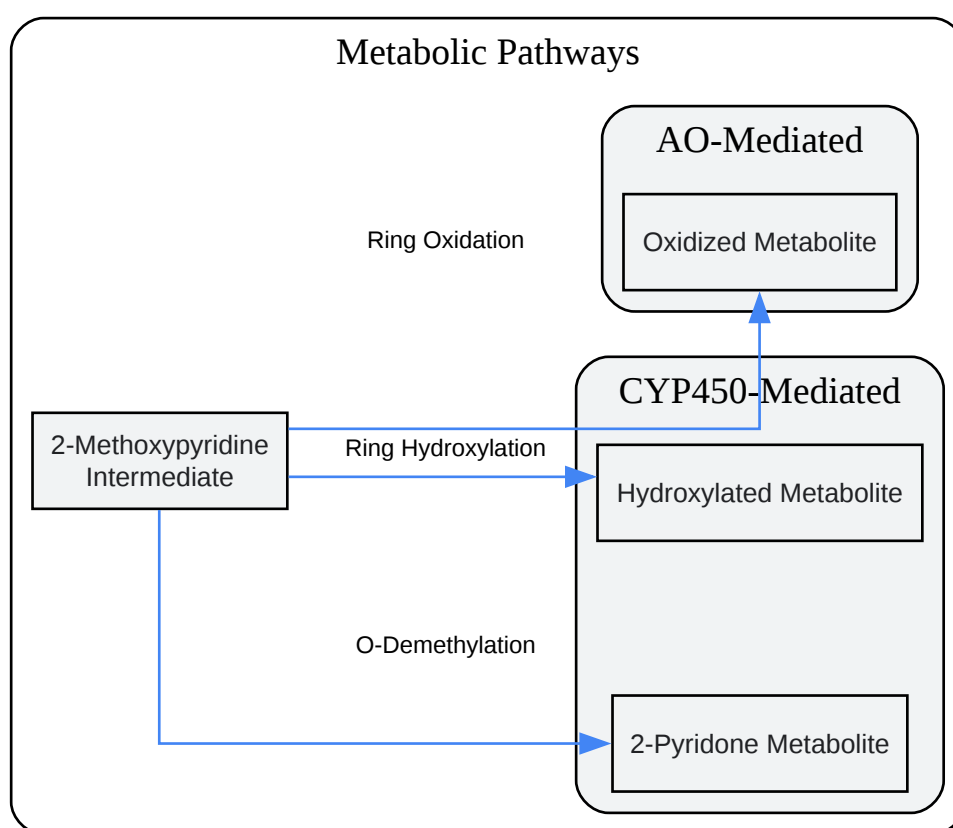 Metabolic Pathways
AO-Mediated
Ring Oxidation
Oxidized Metabolite
CYP450-Mediated
2-Methoxypyridine
Intermediate
Ring Hydroxylation
Hydroxylated Metabolite
O-Demethylation
2-Pyridone Metabolite